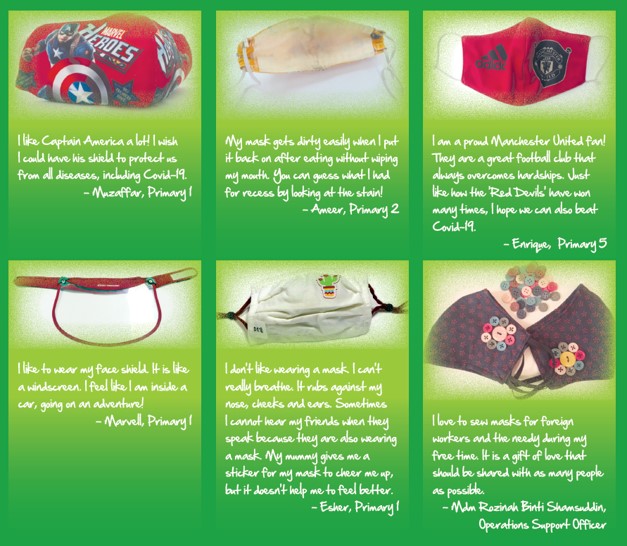 MARVEL
HEROES
I like Captain America a lot! I wish
I could have his shield to protect us
from all diseases, including Covid-19.
- Muzaffar, Primary 1
My mask gets dirty easily when I put
it back on after eating without wiping
my mouth. You can guess what I had
for recess by looking at the stain!
- Ameer, Primary 2
adidas
I am a proud Manchester United fan!
They are a great football club that
always overcomes hardships. Just
like how the 'Red Devils' have won
many times, I hope we can also beat
Covid-19.
- Enrique, Primary 5
I like to wear my face shield. It is like
a windscreen. I feel like I am inside a
car, going on an adventure!
- Marvell, Primary 1
I don't like wearing a mask. I can't
really breathe. It rubs against my
nose, cheeks and ears. Sometimes
I cannot hear my friends when they
speak because they are also wearing
a mask. My mummy gives me a
sticker for my mask to cheer me up,
but it doesn't help me to feel better.
- Esher, Primary 1
I love to sew masks for foreign
workers and the needy during my
free time. It is a gift of love that
should be shared with as many people
as possible.
- Mdm Rozinah Binti Shamsuddin,
Operations Support Officer